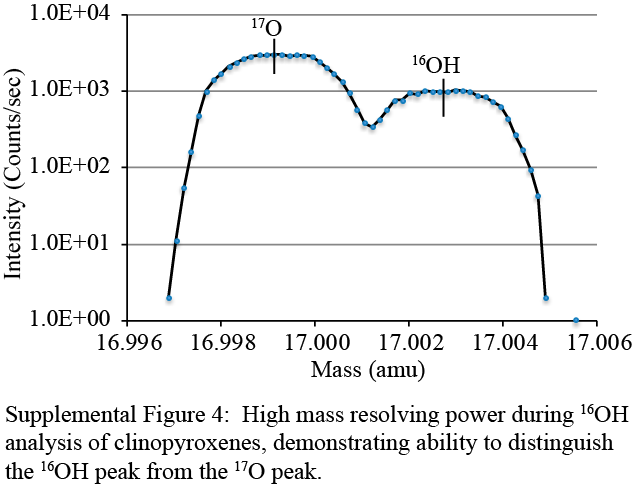 1.0E+04
¹⁷O
¹⁶OH
1.0E+03
1.0E+02
1.0E+01
1.0E+00
Intensity (Counts/sec)
16.996 16.998 17.000 17.002 17.004 17.006
Mass (amu)
Supplemental Figure 4: High mass resolving power during ¹⁶OH
analysis of clinopyroxenes, demonstrating ability to distinguish
the ¹⁶OH peak from the ¹⁷O peak.